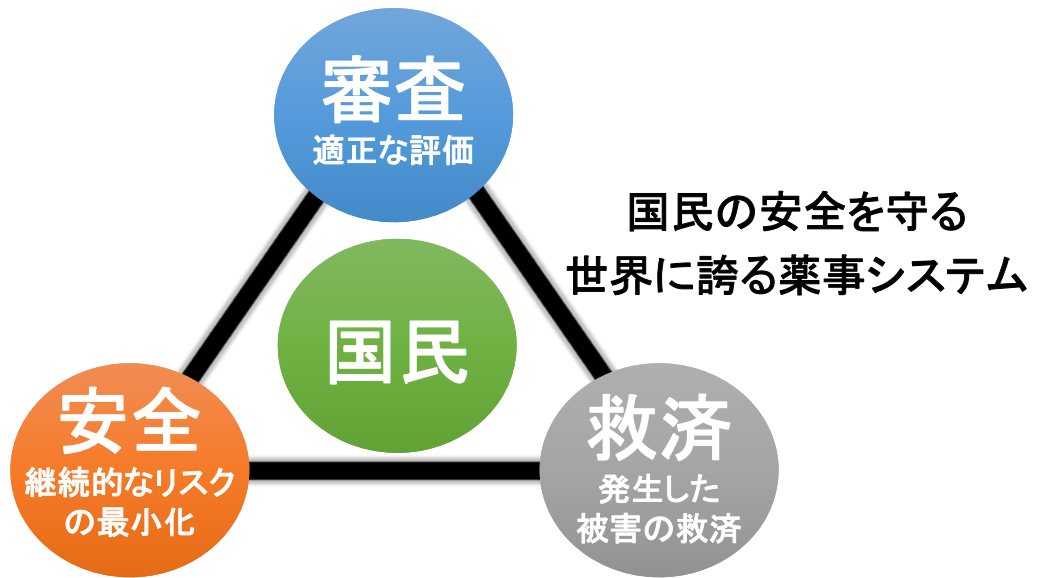 審査
適正な評価
国民の安全を守る
世界に誇る薬事システム
国民
安全
継続的なリスク
の最小化
救済
発生した
被害の救済